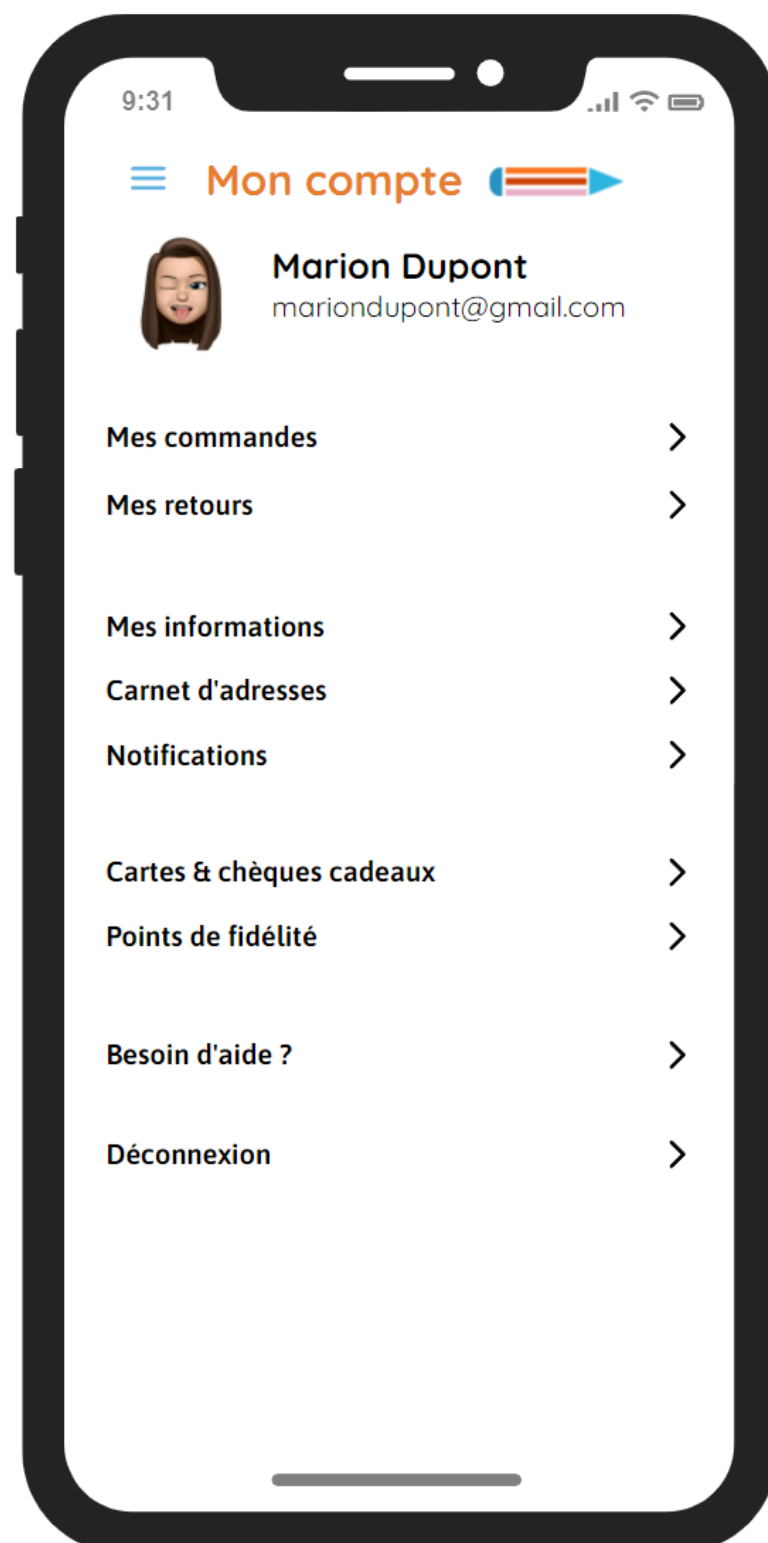 9:31
Mon compte
Marion Dupont
mariondupont@gmail.com
Mes commandes
Mes retours
Mes informations
Carnet d'adresses
Notifications
Cartes & chèques cadeaux
Points de fidélité
Besoin d'aide ?
Déconnexion